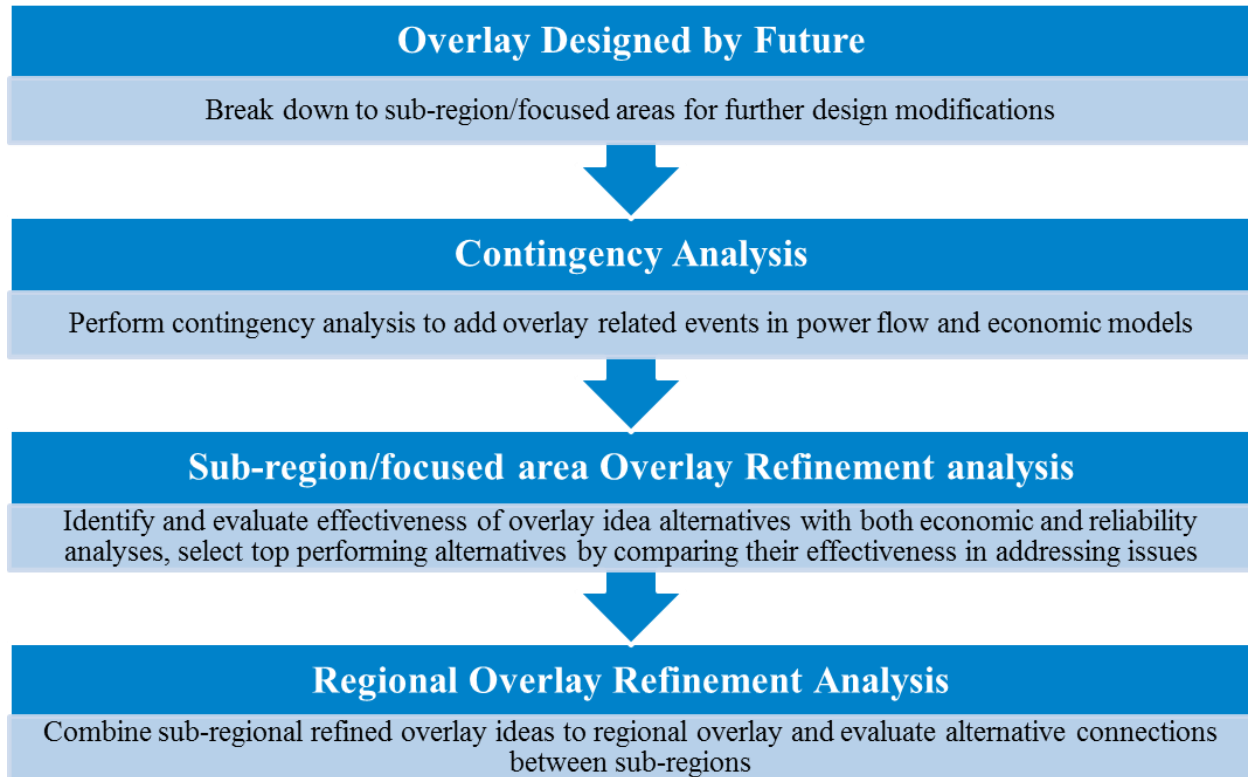 Overlay Designed by Future
Break down to sub-region/focused areas for further design modifications
Contingency Analysis
Perform contingency analysis to add overlay related events in power flow and economic models
Sub-region/focused area Overlay Refinement analysis
Identify and evaluate effectiveness of overlay idea alternatives with both economic and reliability
analyses, select top performing alternatives by comparing their effectiveness in addressing issues
Regional Overlay Refinement Analysis
Combine sub-regional refined overlay ideas to regional overlay and evaluate alternative connections
between sub-regions